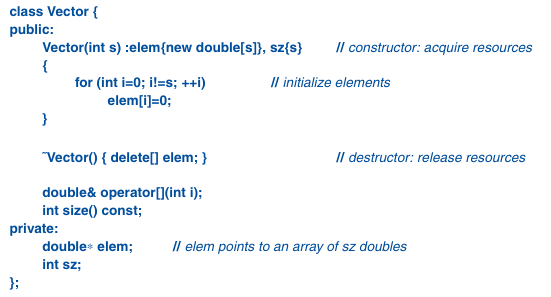 class Vector {
public:
Vector(int s) :elem{new double[s]}, sz{s} // constructor: acquire resources
{
for (int i=0; i!=s; ++i) // initialize elements
elem[i]=0;
}
~Vector() { delete[] elem; } // destructor: release resources
double& operator[](int i);
int size() const;
private:
double* elem; // elem points to an array of sz doubles
int sz;
};